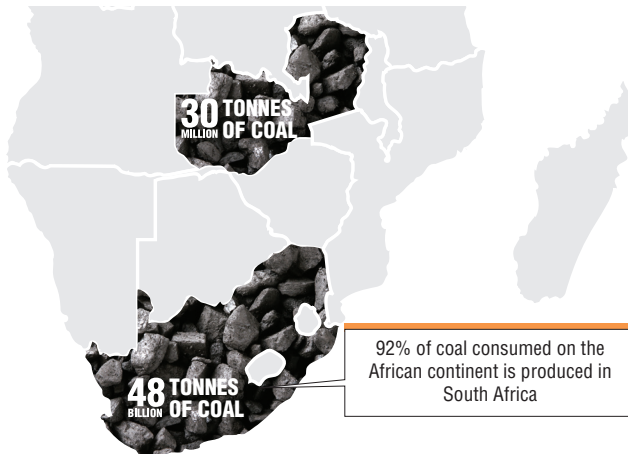 30 MILLION TONNES
OF COAL
48 BILLION TONNES
OF COAL
92% of coal consumed on the
African continent is produced in
South Africa